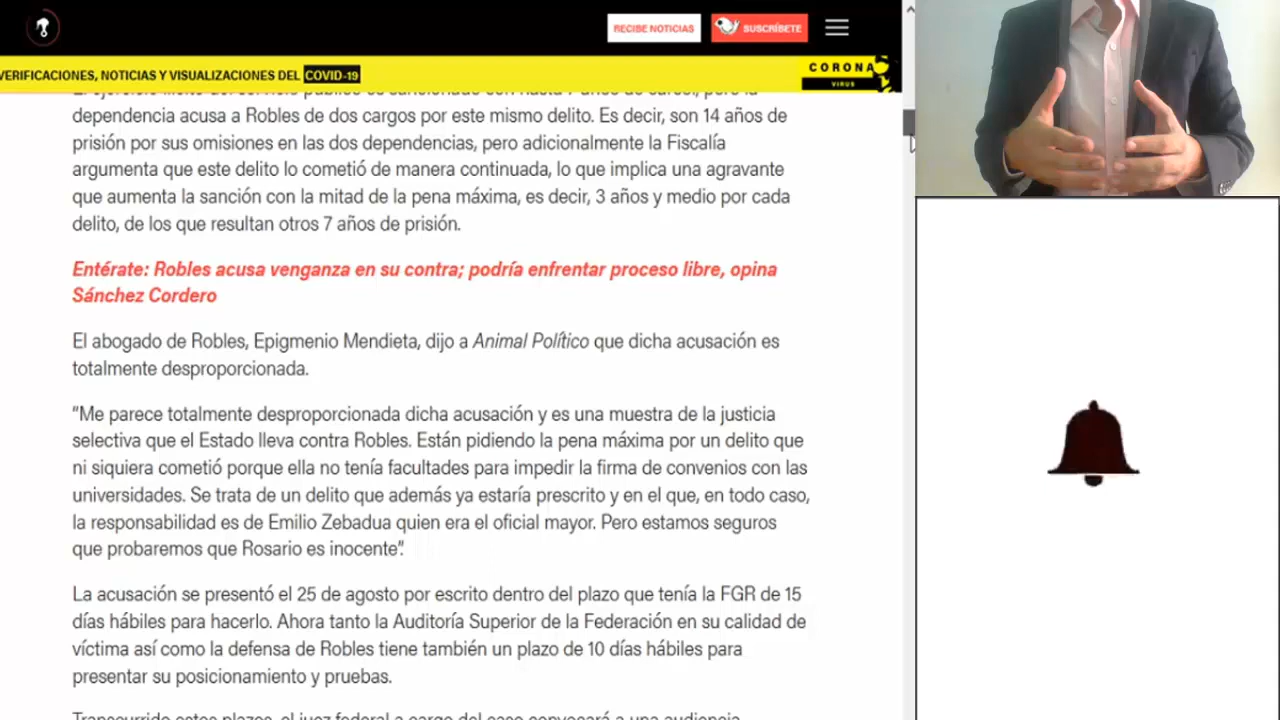 RECIBE NOTICIAS
SUSCRÍBETE
VERIFICACIONES, NOTICIAS Y VISUALIZACIONES DEL COVID-19
CORONA
VIRUS
dependencia acusa a Robles de dos cargos por este mismo delito. Es decir, son 14 años de
prisión por sus omisiones en las dos dependencias, pero adicionalmente la Fiscalía
argumenta que este delito lo cometió de manera continuada, lo que implica una agravante
que aumenta la sanción con la mitad de la pena máxima, es decir, 3 años y medio por cada
delito, de los que resultan otros 7 años de prisión.
Entérate: Robles acusa venganza en su contra; podría enfrentar proceso libre, opina
Sánchez Cordero
El abogado de Robles, Epigmenio Mendieta, dijo a Animal Político que dicha acusación es
totalmente desproporcionada.
“Me parece totalmente desproporcionada dicha acusación y es una muestra de la justicia
selectiva que el Estado lleva contra Robles. Están pidiendo la pena máxima por un delito que
ni siquiera cometió porque ella no tenía facultades para impedir la firma de convenios con las
universidades. Se trata de un delito que además ya estaría prescrito y en el que, en todo caso,
la responsabilidad es de Emilio Zebadua quien era el oficial mayor. Pero estamos seguros
que probaremos que Rosario es inocente”.
La acusación se presentó el 25 de agosto por escrito dentro del plazo que tenía la FGR de 15
días hábiles para hacerlo. Ahora tanto la Auditoría Superior de la Federación en su calidad de
víctima así como la defensa de Robles tiene también un plazo de 10 días hábiles para
presentar su posicionamiento y pruebas.
Transcurrido estos plazos, el juez federal a cargo del caso convocará a una audiencia